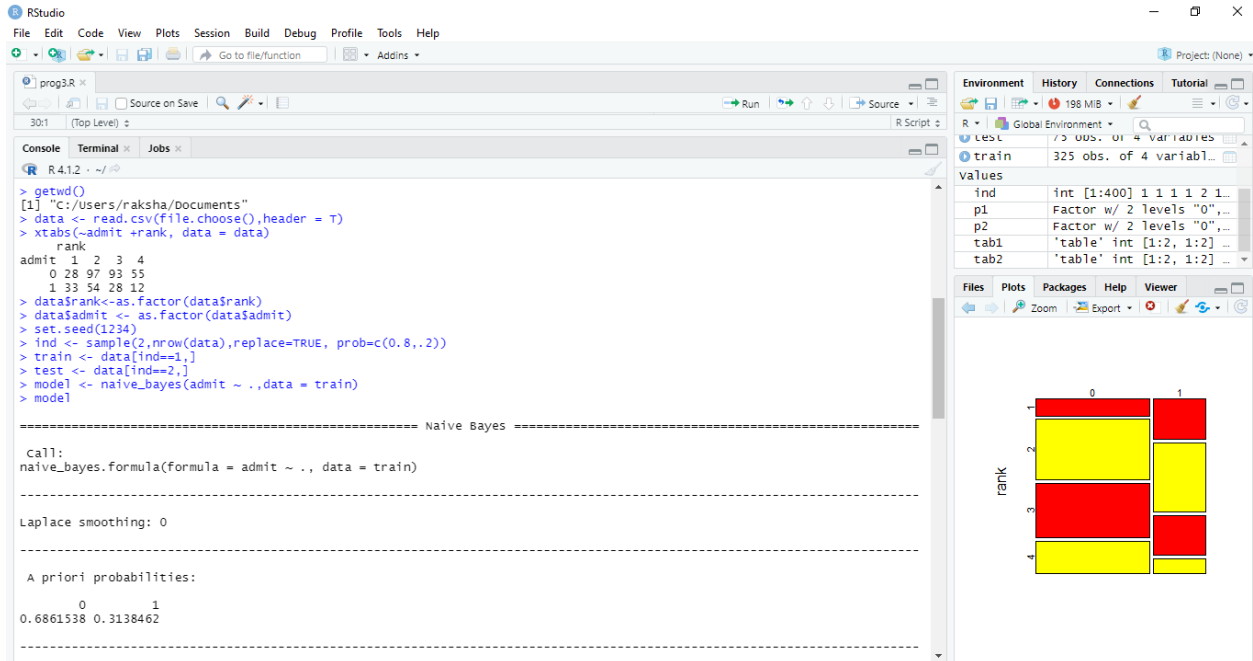 RStudio
File Edit Code View Plots Session Build Debug Profile Tools Help
Go to file/function Addins Project: (None)
prog3.R
Source on Save Run Source
30:1 (Top Level) R Script
Console Terminal Jobs
R 4.1.2 · ~/
> getwd()
[1] "C:/Users/raksha/Documents"
> data <- read.csv(file.choose(),header = T)
> xtabs(~admit +rank, data = data)
rank
admit 1 2 3 4
0 28 97 93 55
1 33 54 28 12
> data$rank<-as.factor(data$rank)
> data$admit <- as.factor(data$admit)
> set.seed(1234)
> ind <- sample(2,nrow(data),replace=TRUE, prob=c(0.8,.2))
> train <- data[ind==1,]
> test <- data[ind==2,]
> model <- naive_bayes(admit ~ .,data = train)
> model
====================================================== Naive Bayes ======================================================
Call:
naive_bayes.formula(formula = admit ~ ., data = train)
-------------------------------------------------------------------------------------------------------------------------
Laplace smoothing: 0
-------------------------------------------------------------------------------------------------------------------------
A priori probabilities:
0 1
0.6861538 0.3138462
-------------------------------------------------------------------------------------------------------------------------
Environment History Connections Tutorial
198 MiB
R Global Environment
test 75 obs. of 4 variables
train 325 obs. of 4 variabl…
Values
ind int [1:400] 1 1 1 1 2 1…
p1 Factor w/ 2 levels "0",…
p2 Factor w/ 2 levels "0",…
tab1 'table' int [1:2, 1:2] …
tab2 'table' int [1:2, 1:2] …
Files Plots Packages Help Viewer
Zoom Export
0 1
1
2
rank
3
4